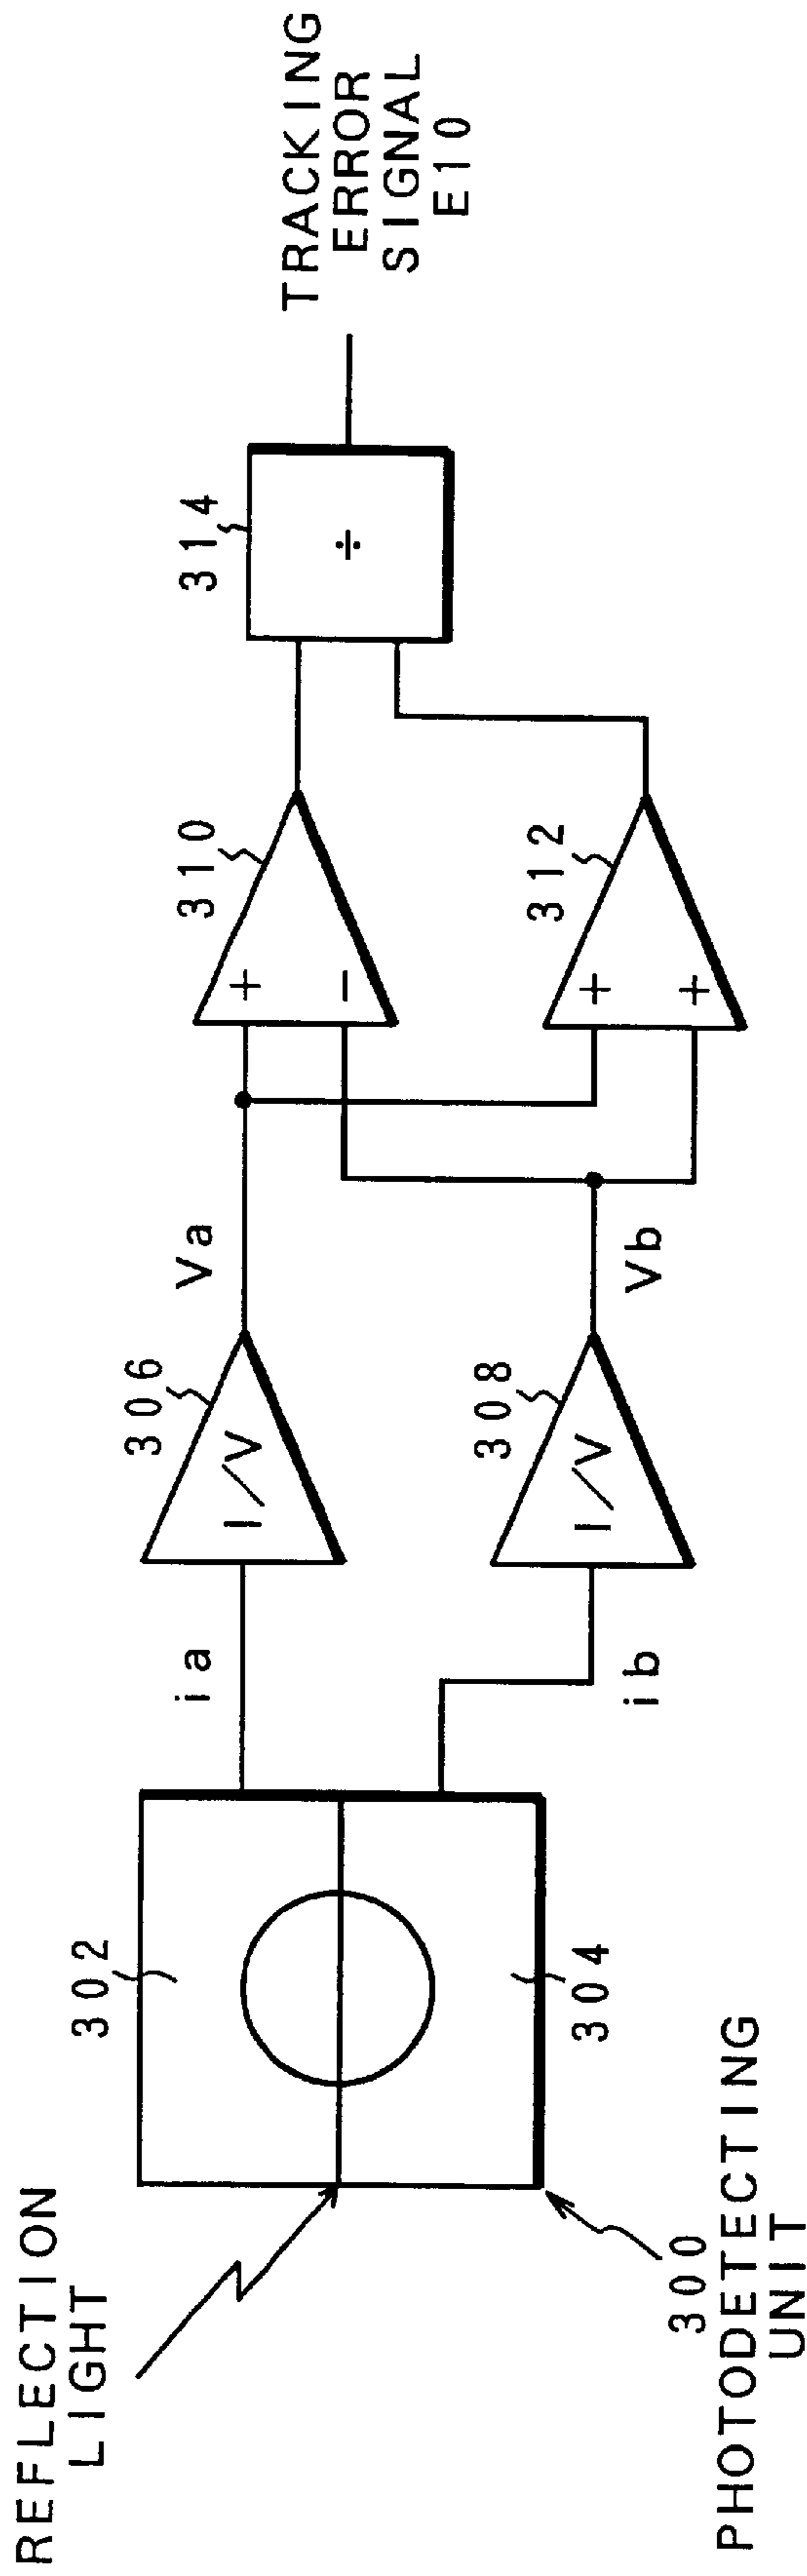 REFLECTION
LIGHT
302
304
300
PHOTODETECTING
UNIT
ia
ib
306
I/V
308
I/V
Va
Vb
310
+
−
312
+
+
314
÷
TRACKING
ERROR
SIGNAL
E10